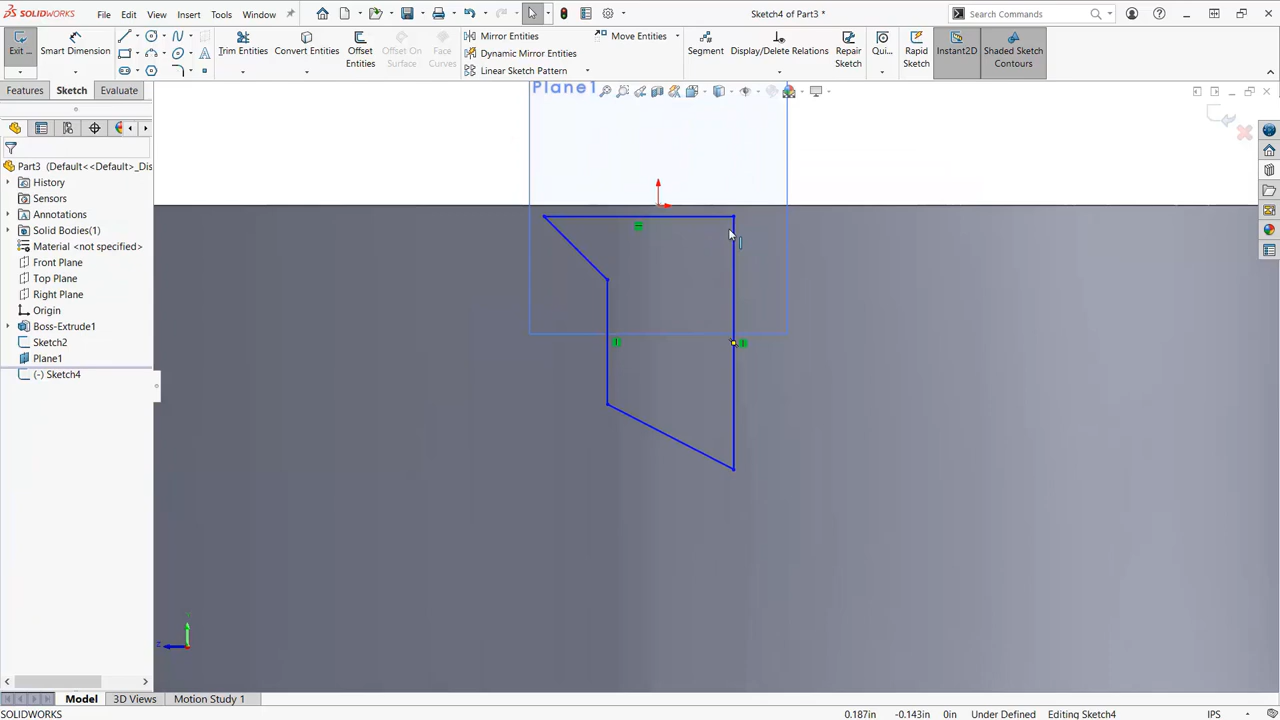 SOLIDWORKS File Edit View Insert Tools Window Sketch4 of Part3 * Search Commands
Exit ... Smart Dimension Trim Entities Convert Entities Offset Entities Offset On Surface Face Curves Mirror Entities Move Entities Segment Display/Delete Relations Repair Sketch Qui... Rapid Sketch Instant2D Shaded Sketch Contours
Dynamic Mirror Entities
Linear Sketch Pattern
Features Sketch Evaluate
Plane1
Part3 (Default<<Default>_Dis
History
Sensors
Annotations
Solid Bodies(1)
Material <not specified>
Front Plane
Top Plane
Right Plane
Origin
Boss-Extrude1
Sketch2
Plane1
(-) Sketch4
Model 3D Views Motion Study 1
SOLIDWORKS 0.187in -0.143in 0in Under Defined Editing Sketch4 IPS